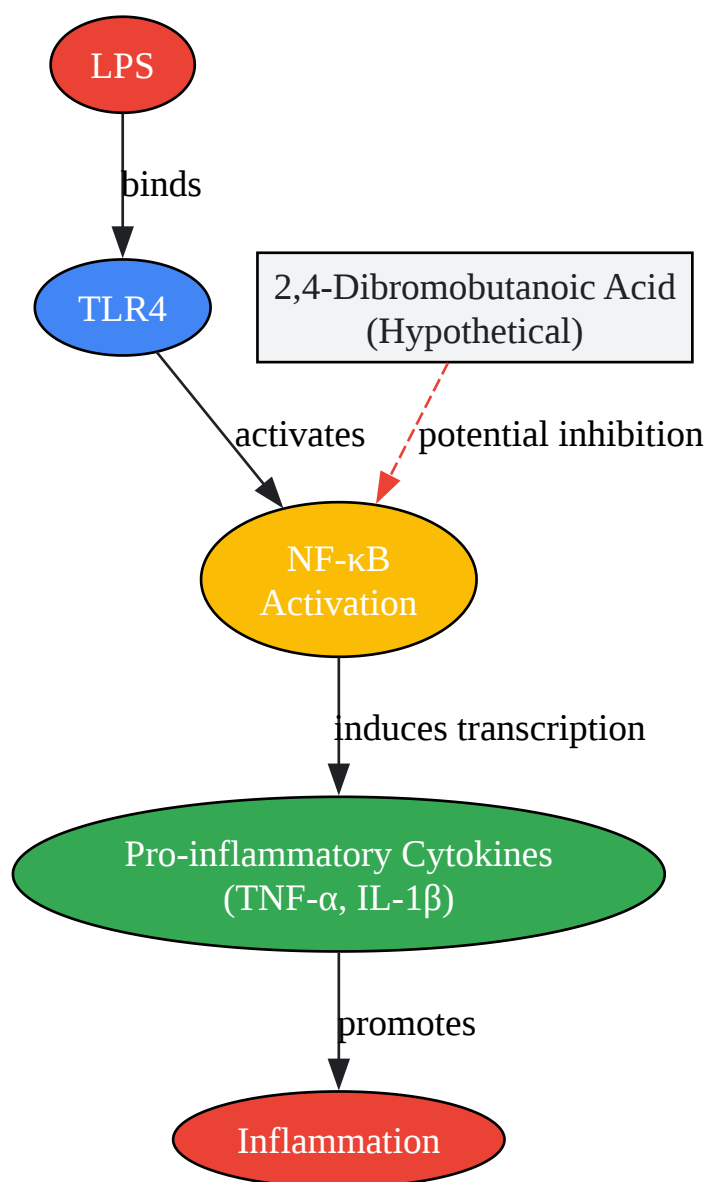 LPS
binds
TLR4
2,4-Dibromobutanoic Acid
(Hypothetical)
activates
potential inhibition
NF-κB
Activation
induces transcription
Pro-inflammatory Cytokines
(TNF-α, IL-1β)
promotes
Inflammation